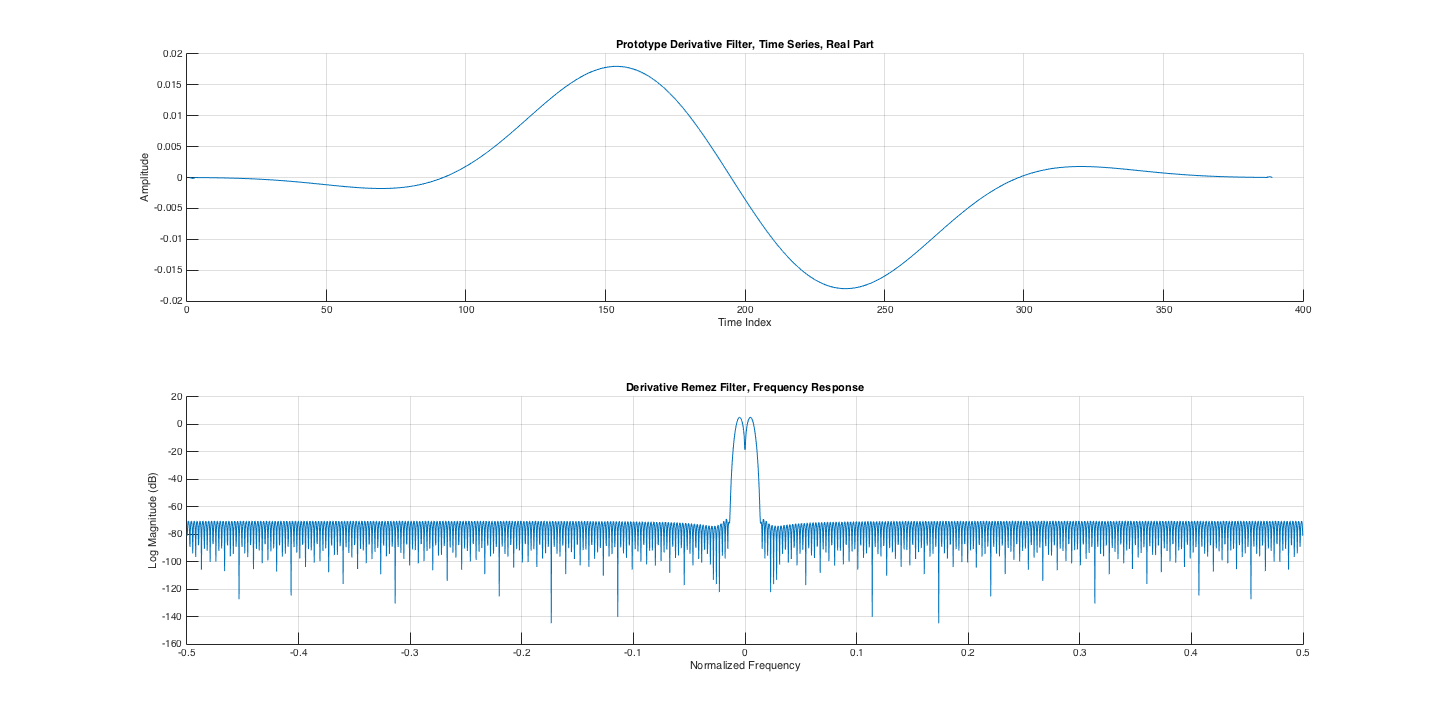 Prototype Derivative Filter, Time Series, Real Part
0.02
0.015
0.01
0.005
0
-0.005
-0.01
-0.015
-0.02
Amplitude
0 50 100 150 200 250 300 350 400
Time Index
Derivative Remez Filter, Frequency Response
20
0
-20
-40
-60
-80
-100
-120
-140
-160
Log Magnitude (dB)
-0.5 -0.4 -0.3 -0.2 -0.1 0 0.1 0.2 0.3 0.4 0.5
Normalized Frequency